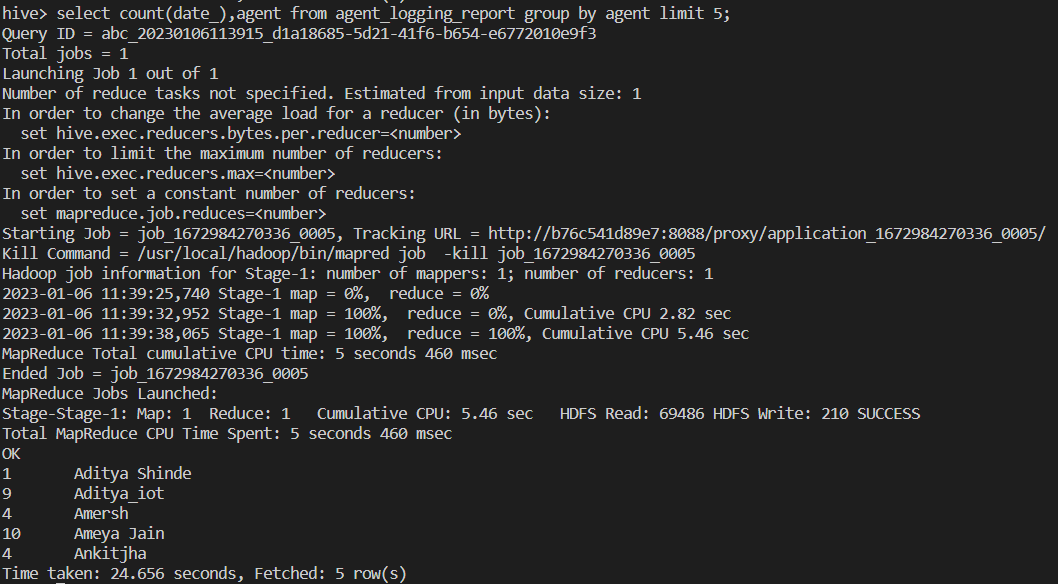 hive> select count(date_),agent from agent_logging_report group by agent limit 5;
Query ID = abc_20230106113915_d1a18685-5d21-41f6-b654-e6772010e9f3
Total jobs = 1
Launching Job 1 out of 1
Number of reduce tasks not specified. Estimated from input data size: 1
In order to change the average load for a reducer (in bytes):
  set hive.exec.reducers.bytes.per.reducer=<number>
In order to limit the maximum number of reducers:
  set hive.exec.reducers.max=<number>
In order to set a constant number of reducers:
  set mapreduce.job.reduces=<number>
Starting Job = job_1672984270336_0005, Tracking URL = http://b76c541d89e7:8088/proxy/application_1672984270336_0005/
Kill Command = /usr/local/hadoop/bin/mapred job  -kill job_1672984270336_0005
Hadoop job information for Stage-1: number of mappers: 1; number of reducers: 1
2023-01-06 11:39:25,740 Stage-1 map = 0%,  reduce = 0%
2023-01-06 11:39:32,952 Stage-1 map = 100%,  reduce = 0%, Cumulative CPU 2.82 sec
2023-01-06 11:39:38,065 Stage-1 map = 100%,  reduce = 100%, Cumulative CPU 5.46 sec
MapReduce Total cumulative CPU time: 5 seconds 460 msec
Ended Job = job_1672984270336_0005
MapReduce Jobs Launched:
Stage-Stage-1: Map: 1  Reduce: 1   Cumulative CPU: 5.46 sec   HDFS Read: 69486 HDFS Write: 210 SUCCESS
Total MapReduce CPU Time Spent: 5 seconds 460 msec
OK
1       Aditya Shinde
9       Aditya_iot
4       Amersh
10      Ameya Jain
4       Ankitjha
Time taken: 24.656 seconds, Fetched: 5 row(s)